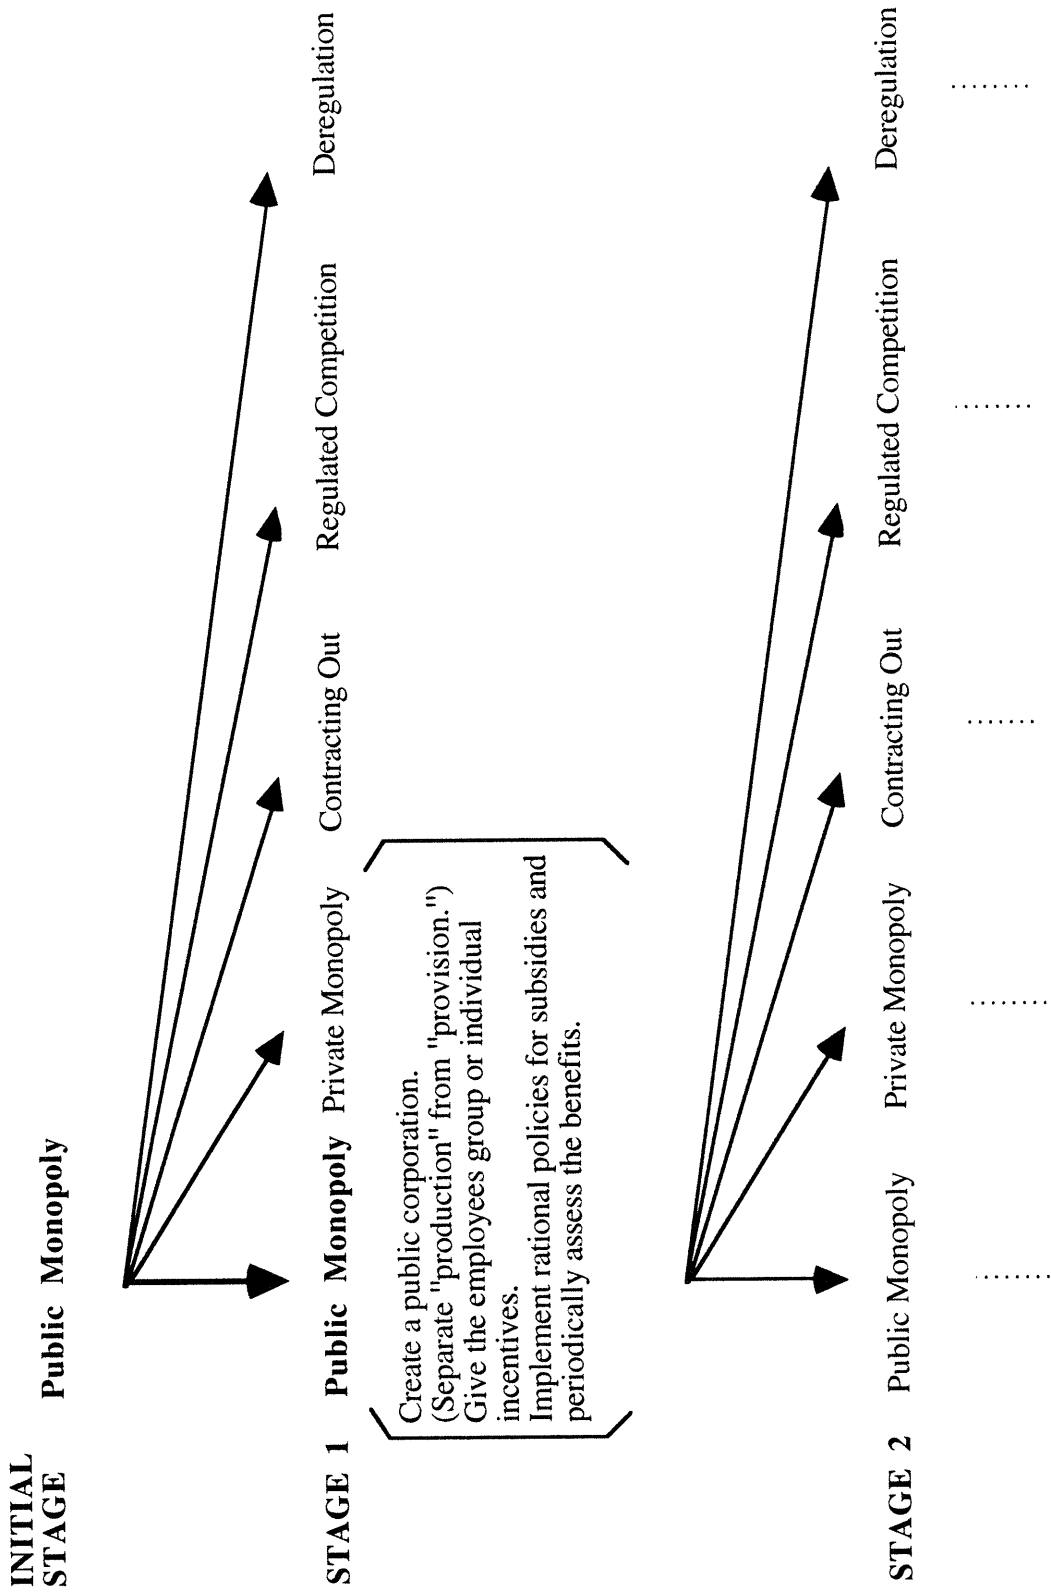 INITIAL
STAGE Public Monopoly
STAGE 1 Public Monopoly Private Monopoly Contracting Out Regulated Competition Deregulation
Create a public corporation.
(Separate "production" from "provision.")
Give the employees group or individual
incentives.
Implement rational policies for subsidies and
periodically assess the benefits.
STAGE 2 Public Monopoly Private Monopoly Contracting Out Regulated Competition Deregulation